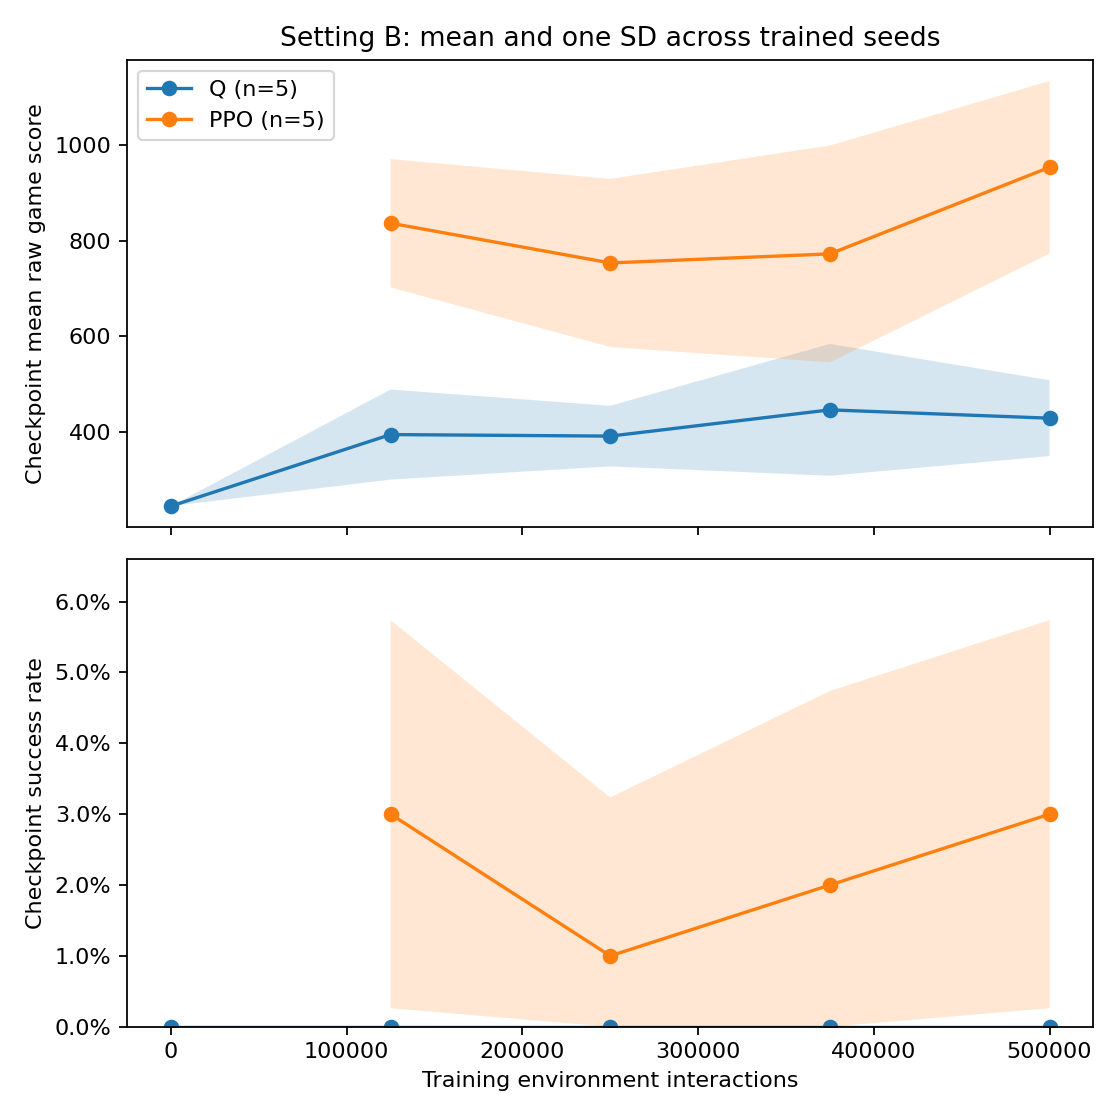 Setting B: mean and one SD across trained seeds
Checkpoint mean raw game score
1000
800
600
400
Q (n=5)
PPO (n=5)
Checkpoint success rate
6.0%
5.0%
4.0%
3.0%
2.0%
1.0%
0.0%
0 100000 200000 300000 400000 500000
Training environment interactions